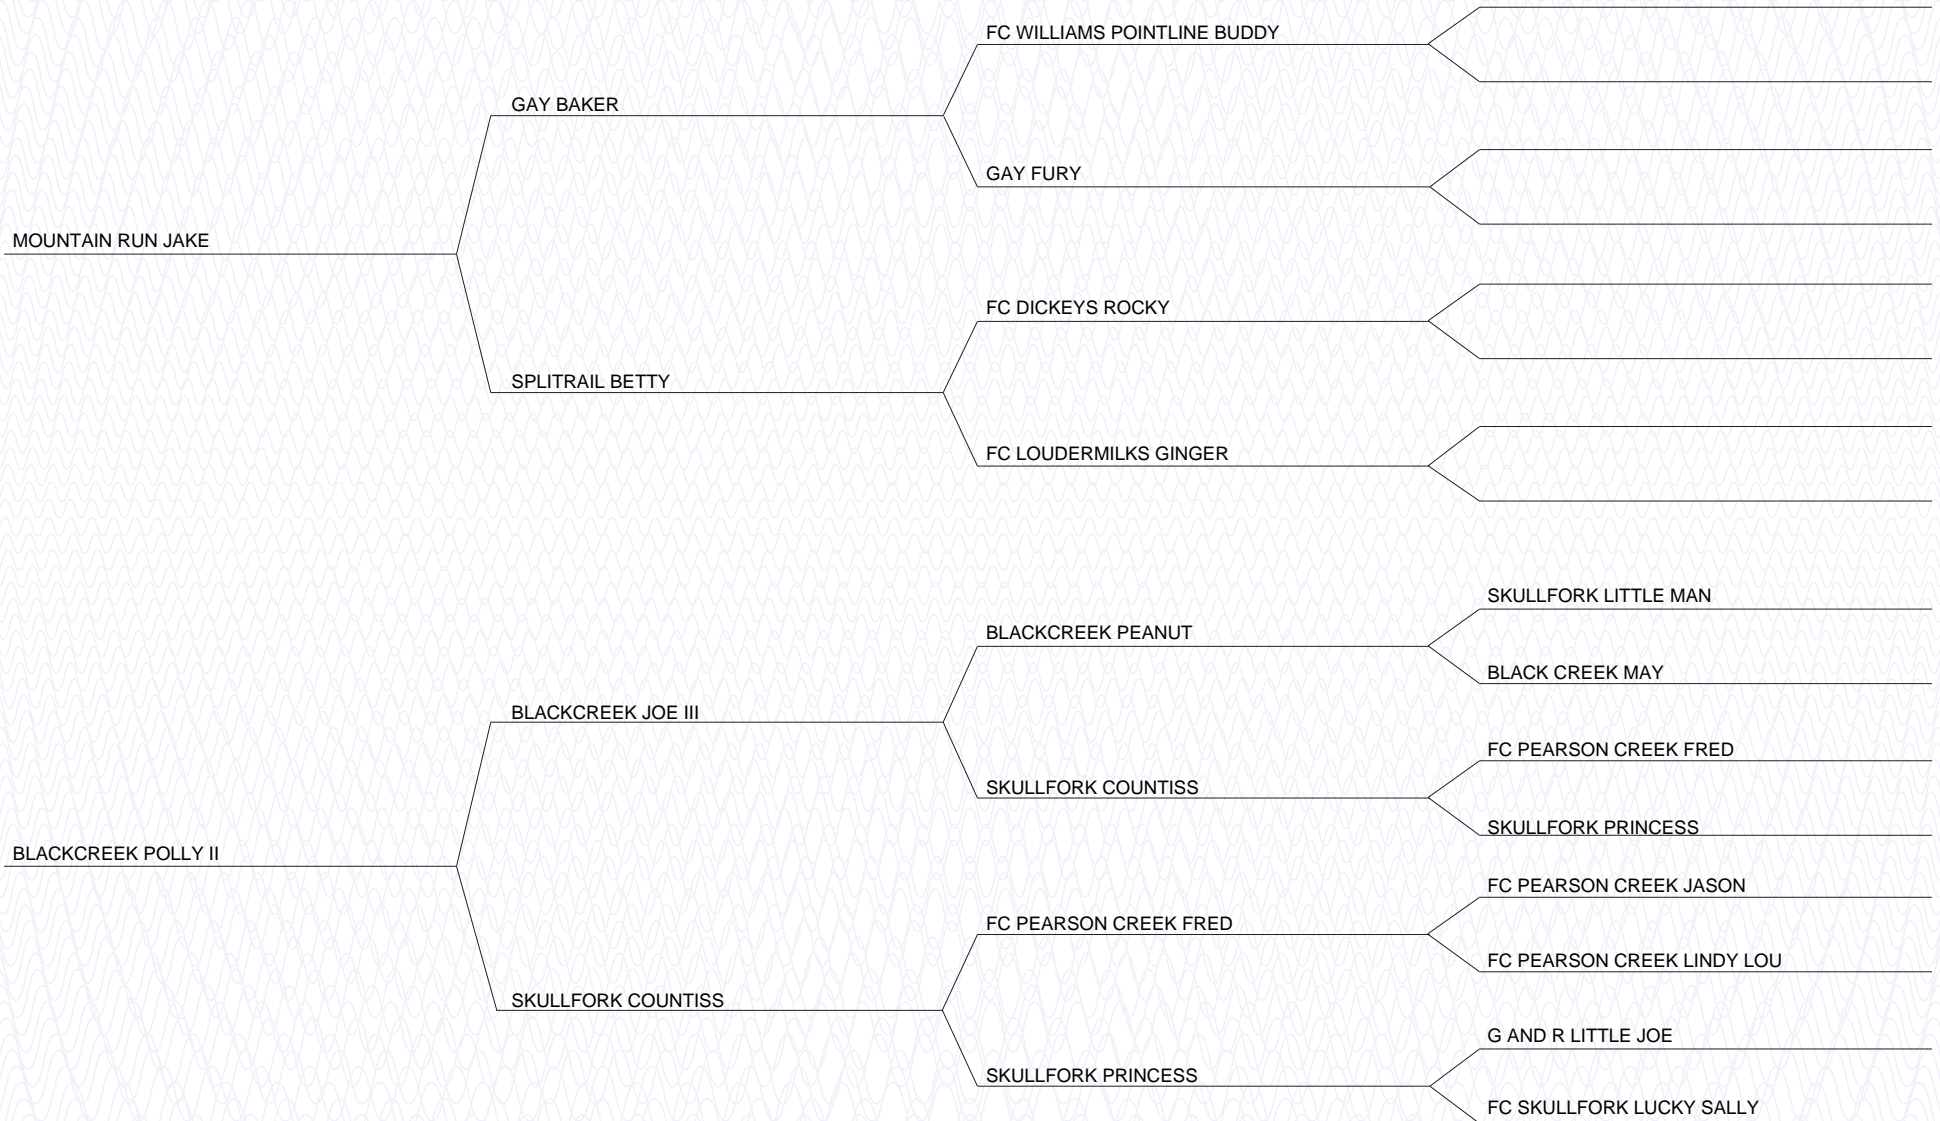 FC WILLIAMS POINTLINE BUDDY
GAY BAKER
GAY FURY
MOUNTAIN RUN JAKE
FC DICKEYS ROCKY
SPLITRAIL BETTY
FC LOUDERMILKS GINGER
SKULLFORK LITTLE MAN
BLACKCREEK PEANUT
BLACK CREEK MAY
BLACKCREEK JOE III
FC PEARSON CREEK FRED
SKULLFORK COUNTISS
SKULLFORK PRINCESS
BLACKCREEK POLLY II
FC PEARSON CREEK JASON
FC PEARSON CREEK FRED
FC PEARSON CREEK LINDY LOU
SKULLFORK COUNTISS
G AND R LITTLE JOE
SKULLFORK PRINCESS
FC SKULLFORK LUCKY SALLY